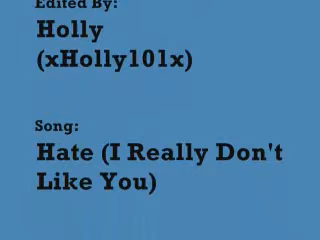 Edited By:
Holly
(xHolly101x)
Song:
Hate (I Really Don't
Like You)